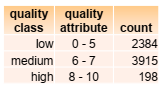 quality quality
class attribute count
low 0 - 5 2384
medium 6 - 7 3915
high 8 - 10 198